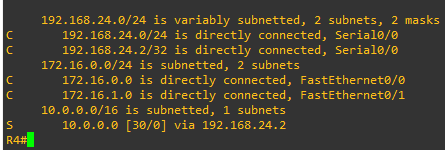 192.168.24.0/24 is variably subnetted, 2 subnets, 2 masks
C 192.168.24.0/24 is directly connected, Serial0/0
C 192.168.24.2/32 is directly connected, Serial0/0
172.16.0.0/24 is subnetted, 2 subnets
C 172.16.0.0 is directly connected, FastEthernet0/0
C 172.16.1.0 is directly connected, FastEthernet0/1
10.0.0.0/16 is subnetted, 1 subnets
S 10.0.0.0 [30/0] via 192.168.24.2
R4#